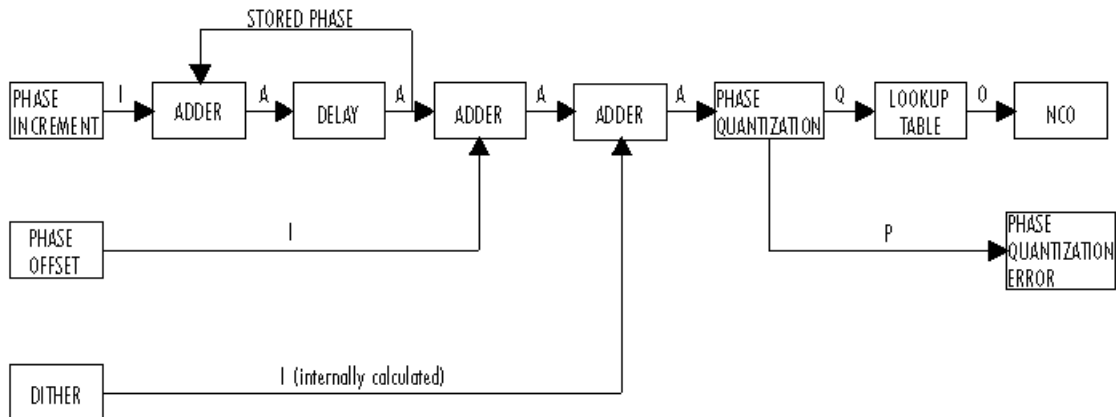 STORED PHASE
PHASE
INCREMENT
I
ADDER
A
DELAY
A
ADDER
A
ADDER
A
PHASE
QUANTIZATION
Q
LOOKUP
TABLE
O
NCO
PHASE
OFFSET
I
P
PHASE
QUANTIZATION
ERROR
DITHER
I (internally calculated)